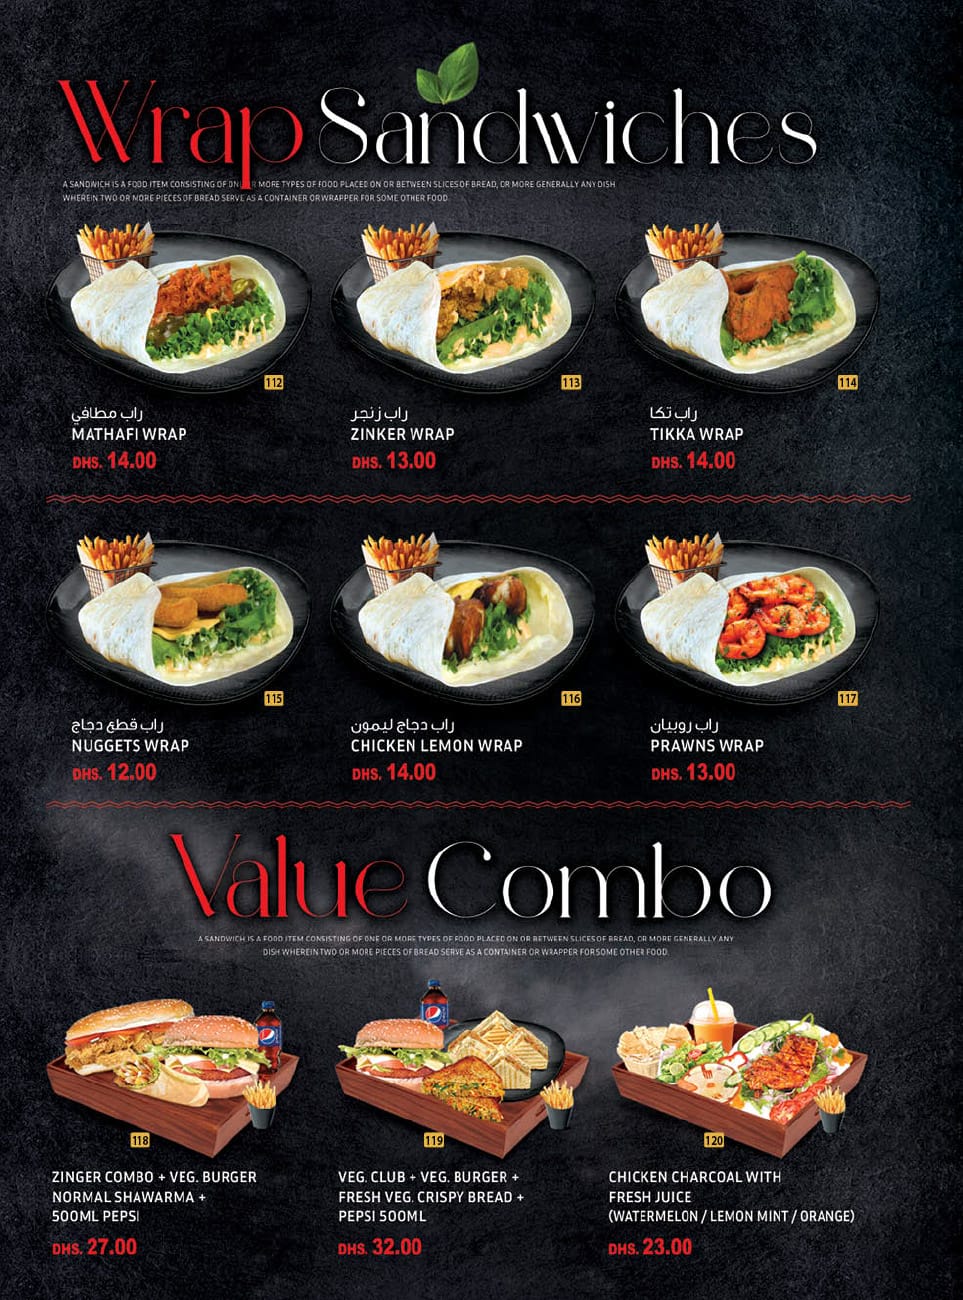 Wrap Sandwiches
A SANDWICH IS A FOOD ITEM CONSISTING OF ONE OR MORE TYPES OF FOOD PLACED ON OR BETWEEN SLICES OF BREAD, OR MORE GENERALLY ANY DISH
WHEREIN TWO OR MORE PIECES OF BREAD SERVE AS A CONTAINER OR WRAPPER FOR SOME OTHER FOOD.
112
راب مطافي
MATHAFI WRAP
DHS. 14.00
113
راب زنجر
ZINKER WRAP
DHS. 13.00
114
راب تكا
TIKKA WRAP
DHS. 14.00
115
راب قطع دجاج
NUGGETS WRAP
DHS. 12.00
116
راب دجاج ليمون
CHICKEN LEMON WRAP
DHS. 14.00
117
راب روبيان
PRAWNS WRAP
DHS. 13.00
Value Combo
A SANDWICH IS A FOOD ITEM CONSISTING OF ONE OR MORE TYPES OF FOOD PLACED ON OR BETWEEN SLICES OF BREAD, OR MORE GENERALLY ANY
DISH WHEREIN TWO OR MORE PIECES OF BREAD SERVE AS A CONTAINER OR WRAPPER FOR SOME OTHER FOOD.
118
ZINGER COMBO + VEG. BURGER
NORMAL SHAWARMA +
500ML PEPSI
DHS. 27.00
119
VEG. CLUB + VEG. BURGER +
FRESH VEG. CRISPY BREAD +
PEPSI 500ML
DHS. 32.00
120
CHICKEN CHARCOAL WITH
FRESH JUICE
(WATERMELON / LEMON MINT / ORANGE)
DHS. 23.00